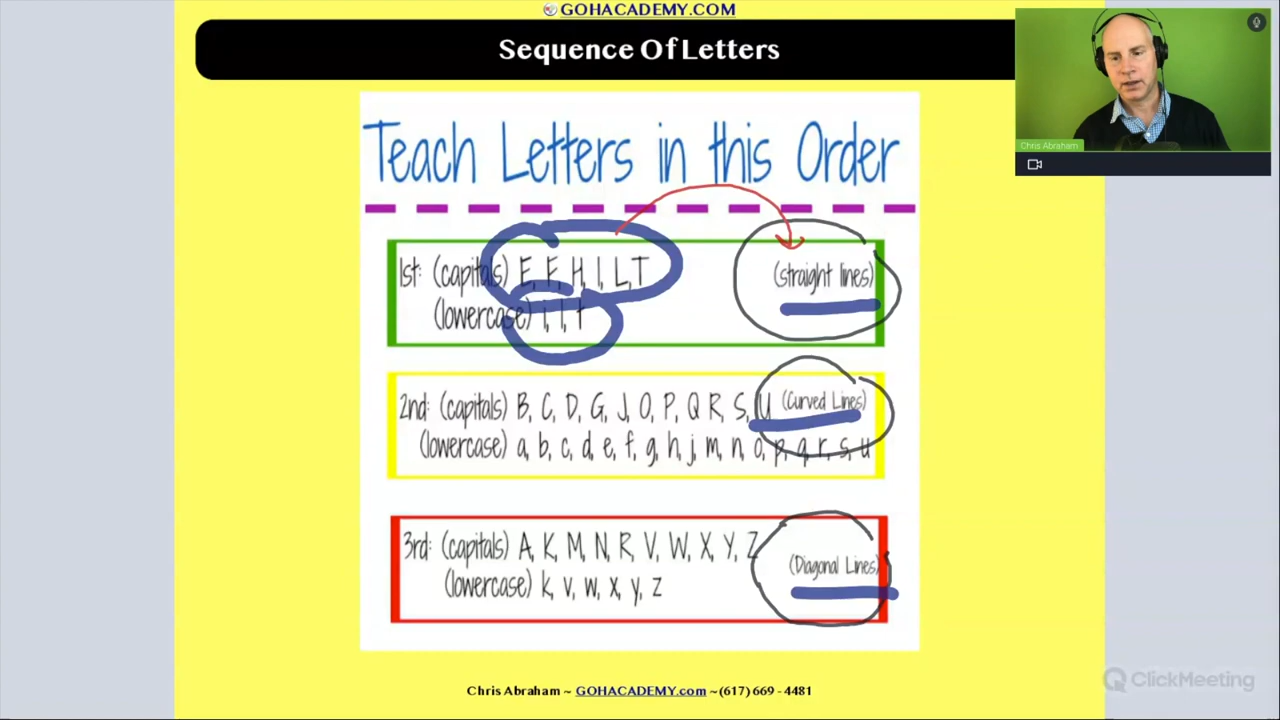 GOHACADEMY.COM
Sequence Of Letters
Chris Abraham
Teach Letters in this Order
1st: (capitals) E, F, H, I, L, T (straight lines)
(lowercase) i, l, t
2nd: (capitals) B, C, D, G, J, O, P, Q R, S, U (Curved Lines)
(lowercase) a, b, c, d, e, f, g, h, j, m, n, o, p, q, r, s, u
3rd: (capitals) A, K, M, N, R, V, W, X, Y, Z (Diagonal Lines)
(lowercase) k, v, w, x, y, z
Chris Abraham ~ GOHACADEMY.com ~(617) 669 - 4481
ClickMeeting